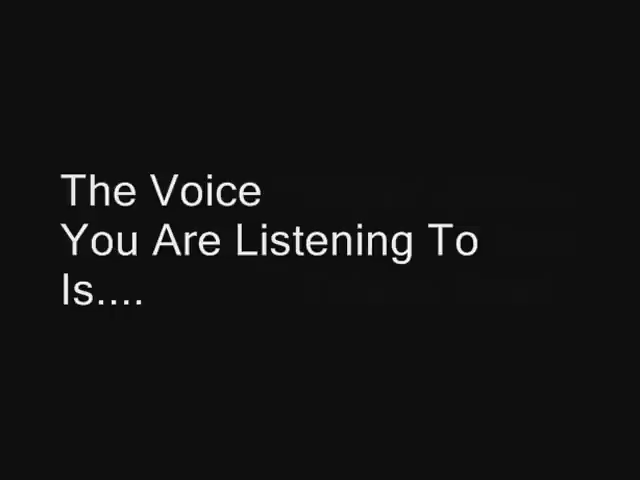 The Voice
You Are Listening To
Is....